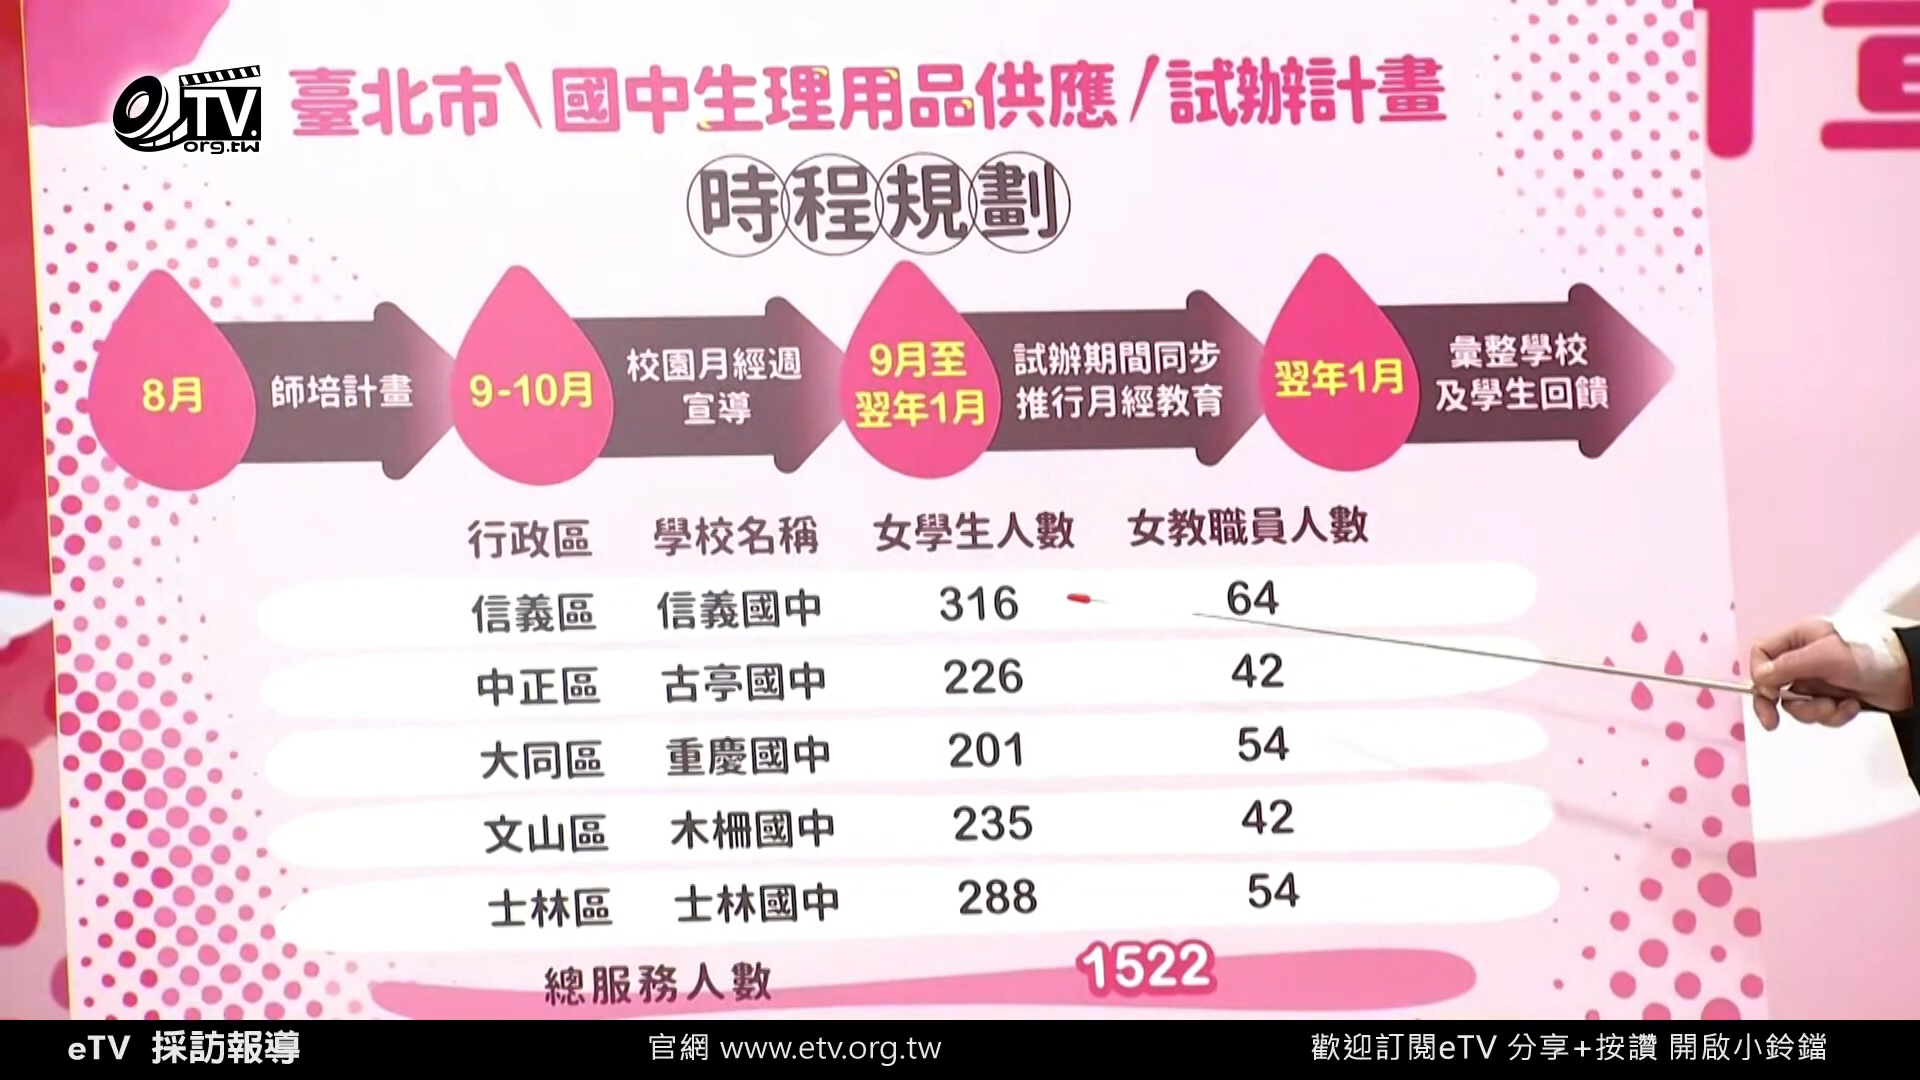 eTV.org.tw
臺北市\國中生理用品供應/試辦計畫
時程規劃
8月
師培計畫
9-10月
校園月經週
宣導
9月至
翌年1月
試辦期間同步
推行月經教育
翌年1月
彙整學校
及學生回饋
行政區 學校名稱 女學生人數 女教職員人數
信義區 信義國中 316 64
中正區 古亭國中 226 42
大同區 重慶國中 201 54
文山區 木柵國中 235 42
士林區 士林國中 288 54
總服務人數 1522
eTV 採訪報導 官網 www.etv.org.tw 歡迎訂閱eTV 分享+按讚 開啟小鈴鐺